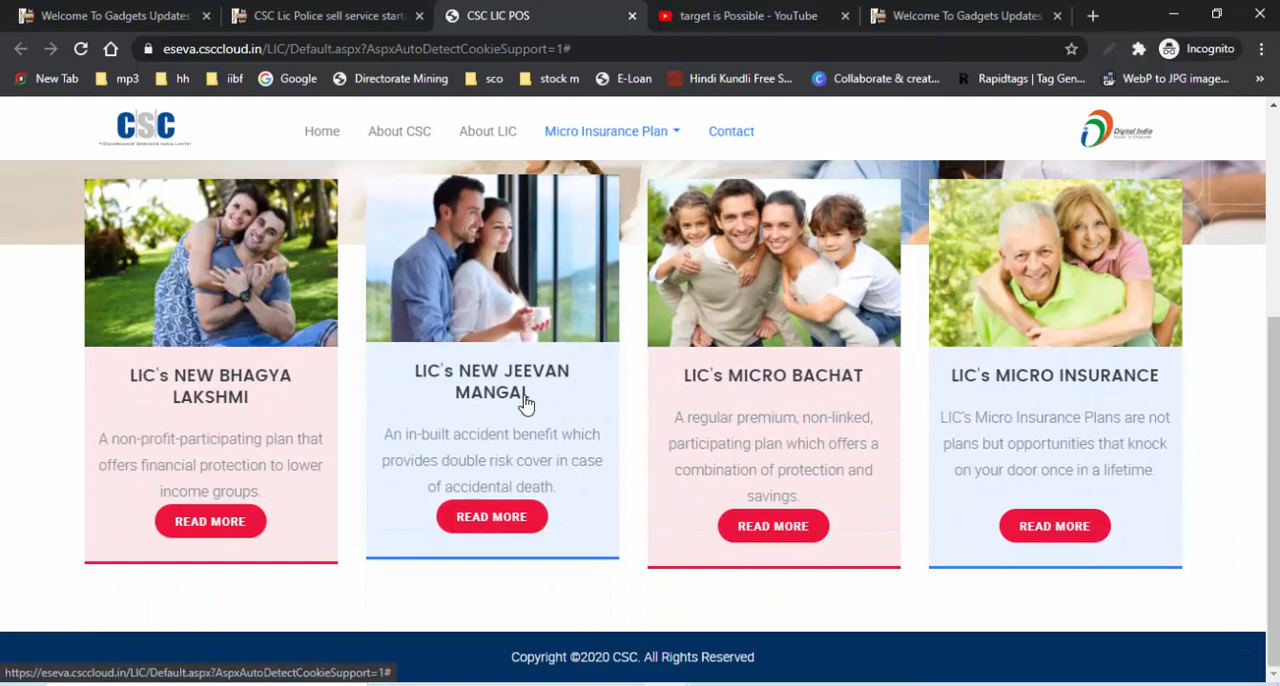 Welcome To Gadgets Updates
CSC Lic Police sell service start
CSC LIC POS
target is Possible - YouTube
Welcome To Gadgets Updates
eseva.csccloud.in/LIC/Default.aspx?AspxAutoDetectCookieSupport=1#
Incognito
New Tab
mp3
hh
iibf
Google
Directorate Mining
sco
stock m
E-Loan
Hindi Kundli Free S...
Collaborate & creat...
Rapidtags | Tag Gen...
WebP to JPG image...
»
CSC
Home
About CSC
About LIC
Micro Insurance Plan
Contact
Digital India
LIC's NEW BHAGYA
LAKSHMI
A non-profit-participating plan that
offers financial protection to lower
income groups.
READ MORE
LIC's NEW JEEVAN
MANGAL
An in-built accident benefit which
provides double risk cover in case
of accidental death.
READ MORE
LIC's MICRO BACHAT
A regular premium, non-linked,
participating plan which offers a
combination of protection and
savings.
READ MORE
LIC's MICRO INSURANCE
LIC's Micro Insurance Plans are not
plans but opportunities that knock
on your door once in a lifetime.
READ MORE
Copyright ©2020 CSC. All Rights Reserved
https://eseva.csccloud.in/LIC/Default.aspx?AspxAutoDetectCookieSupport=1#